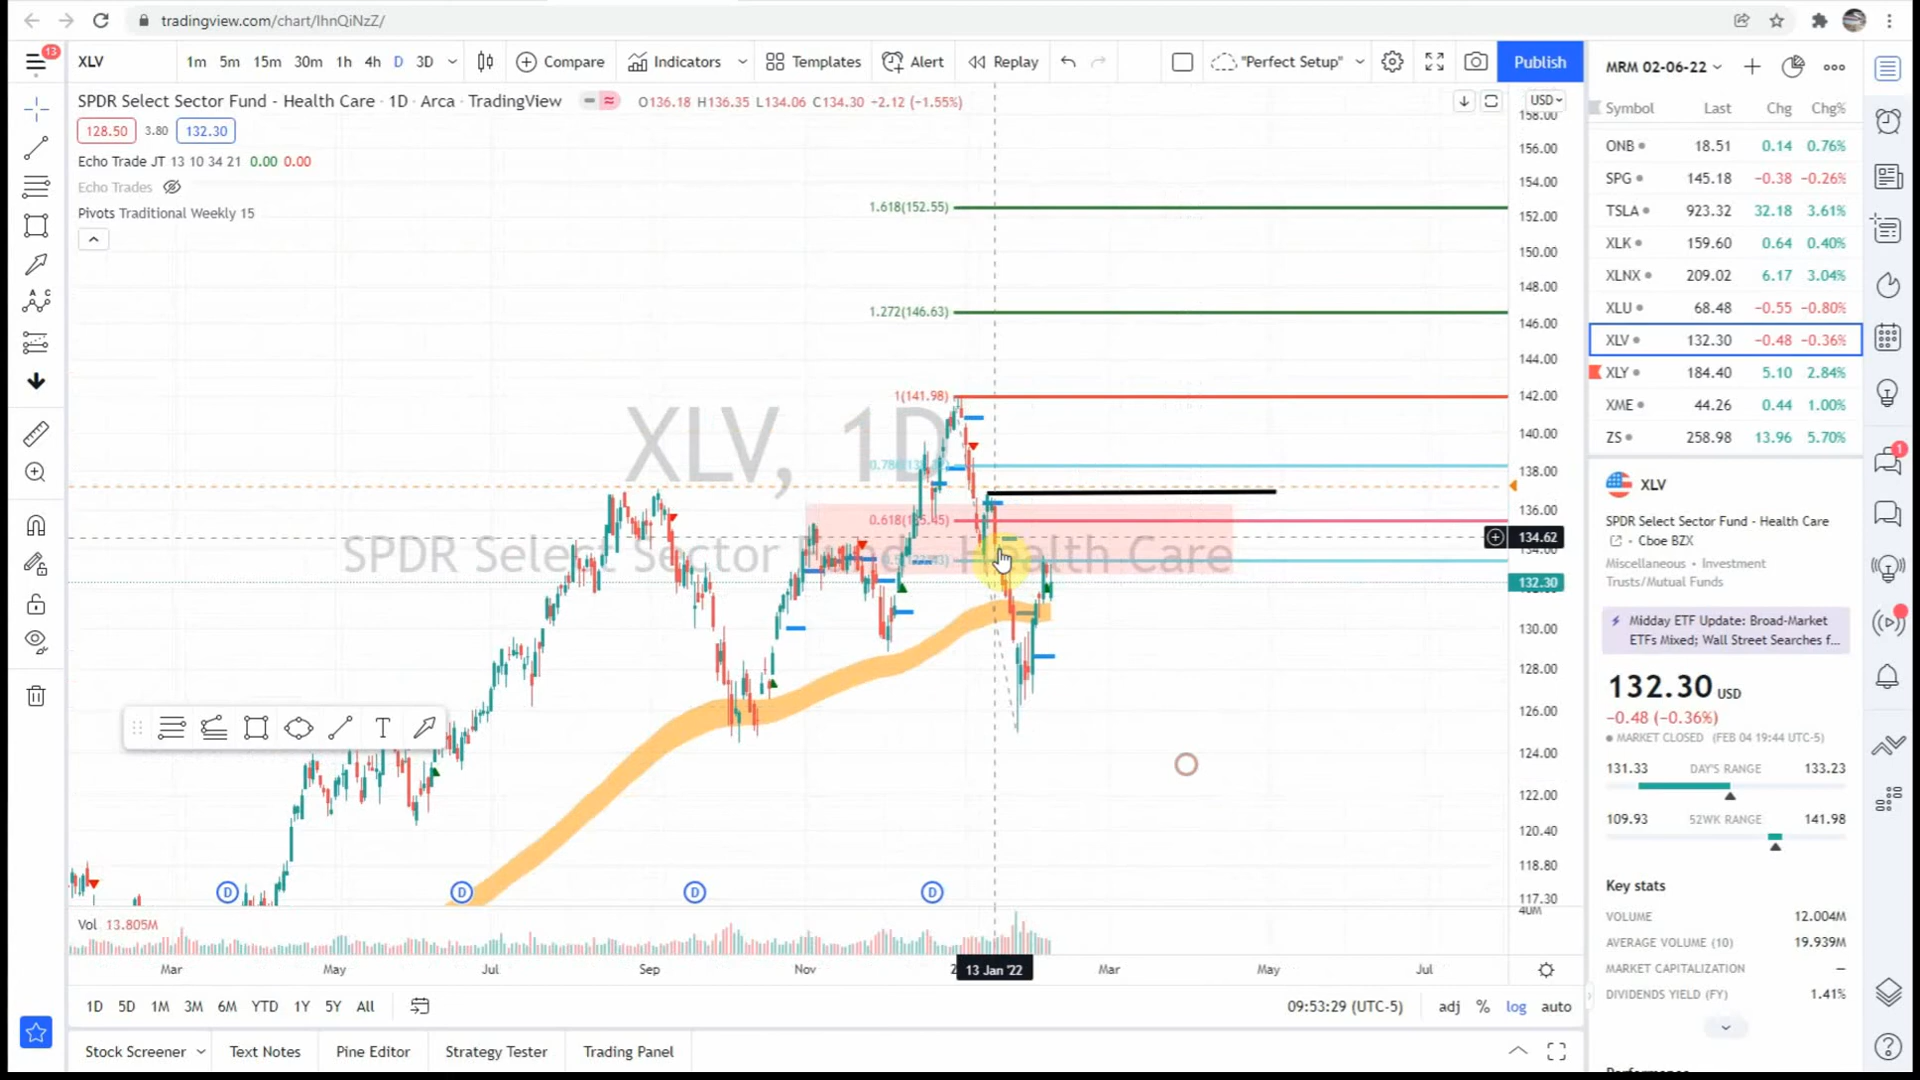 tradingview.com/chart/lhnQiNzZ/
13
XLV
1m 5m 15m 30m 1h 4h D 3D
Compare
Indicators
Templates
Alert
Replay
"Perfect Setup"
Publish
MRM 02-06-22
SPDR Select Sector Fund - Health Care · 1D · Arca · TradingView
O136.18 H136.35 L134.06 C134.30 −2.12 (−1.55%)
128.50 3.80 132.30
Echo Trade JT 13 10 34 21 0.00 0.00
Echo Trades
Pivots Traditional Weekly 15
XLV, 1D
SPDR Select Sector Health Care
1.618(152.55)
1.272(146.63)
1(141.98)
D
D
D
D
USD
158.00
156.00
154.00
152.00
150.00
148.00
146.00
144.00
142.00
140.00
138.00
136.00
134.62
134.00
132.30
130.00
128.00
126.00
124.00
122.00
120.40
118.80
117.30
40M
Vol 13.805M
Mar May Jul Sep Nov 13 Jan '22 Mar May Jul
1D 5D 1M 3M 6M YTD 1Y 5Y All
09:53:29 (UTC-5) adj % log auto
Stock Screener Text Notes Pine Editor Strategy Tester Trading Panel
Symbol Last Chg Chg%
ONB 18.51 0.14 0.76%
SPG 145.18 −0.38 −0.26%
TSLA 923.32 32.18 3.61%
XLK 159.60 0.64 0.40%
XLNX 209.02 6.17 3.04%
XLU 68.48 −0.55 −0.80%
XLV 132.30 −0.48 −0.36%
XLY 184.40 5.10 2.84%
XME 44.26 0.44 1.00%
ZS 258.98 13.96 5.70%
XLV
SPDR Select Sector Fund - Health Care
• Cboe BZX
Miscellaneous • Investment
Trusts/Mutual Funds
Midday ETF Update: Broad-Market
ETFs Mixed; Wall Street Searches f...
132.30 USD
−0.48 (−0.36%)
MARKET CLOSED (FEB 04 19:44 UTC-5)
131.33 DAY'S RANGE 133.23
109.93 52WK RANGE 141.98
Key stats
VOLUME 12.004M
AVERAGE VOLUME (10) 19.939M
MARKET CAPITALIZATION —
DIVIDENDS YIELD (FY) 1.41%
1